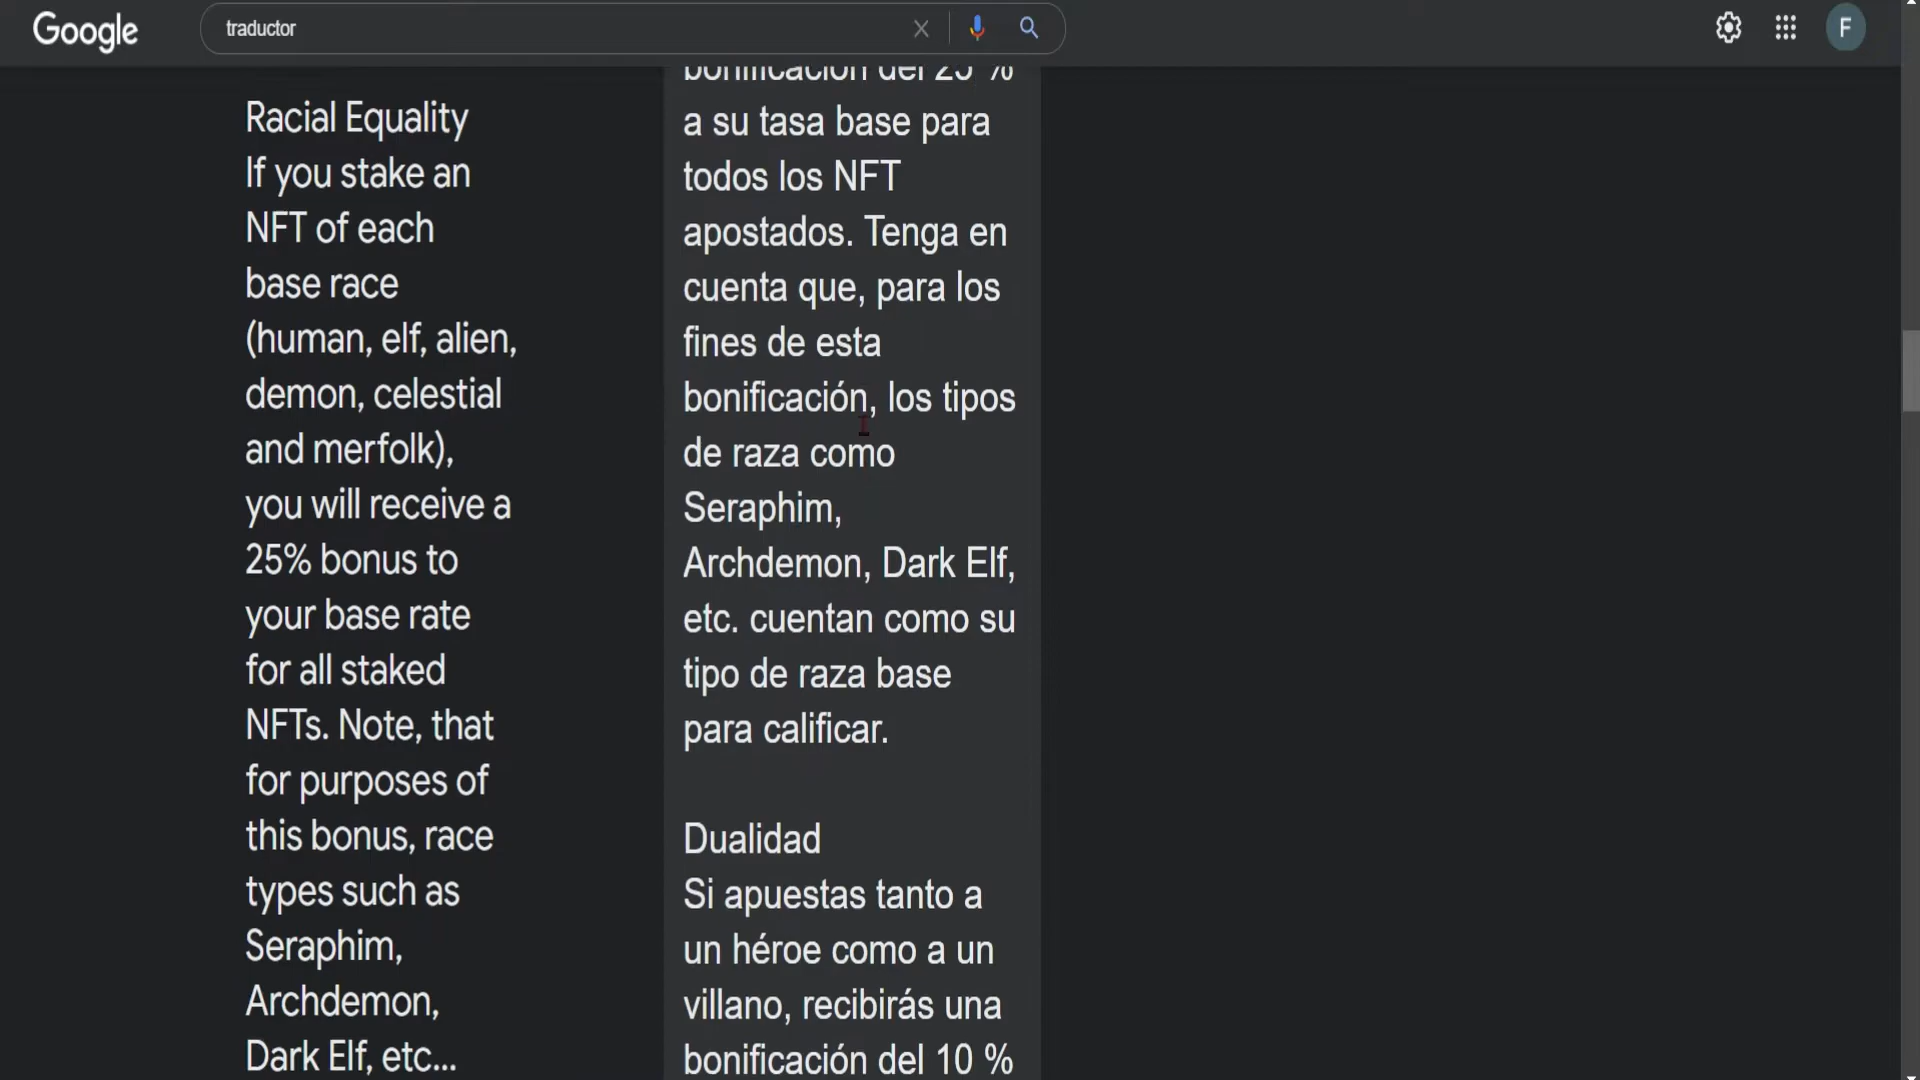 Google
traductor
F
Racial Equality
If you stake an
NFT of each
base race
(human, elf, alien,
demon, celestial
and merfolk),
you will receive a
25% bonus to
your base rate
for all staked
NFTs. Note, that
for purposes of
this bonus, race
types such as
Seraphim,
Archdemon,
Dark Elf, etc...
bonificación del 25 %
a su tasa base para
todos los NFT
apostados. Tenga en
cuenta que, para los
fines de esta
bonificación, los tipos
de raza como
Seraphim,
Archdemon, Dark Elf,
etc. cuentan como su
tipo de raza base
para calificar.
Dualidad
Si apuestas tanto a
un héroe como a un
villano, recibirás una
bonificación del 10 %